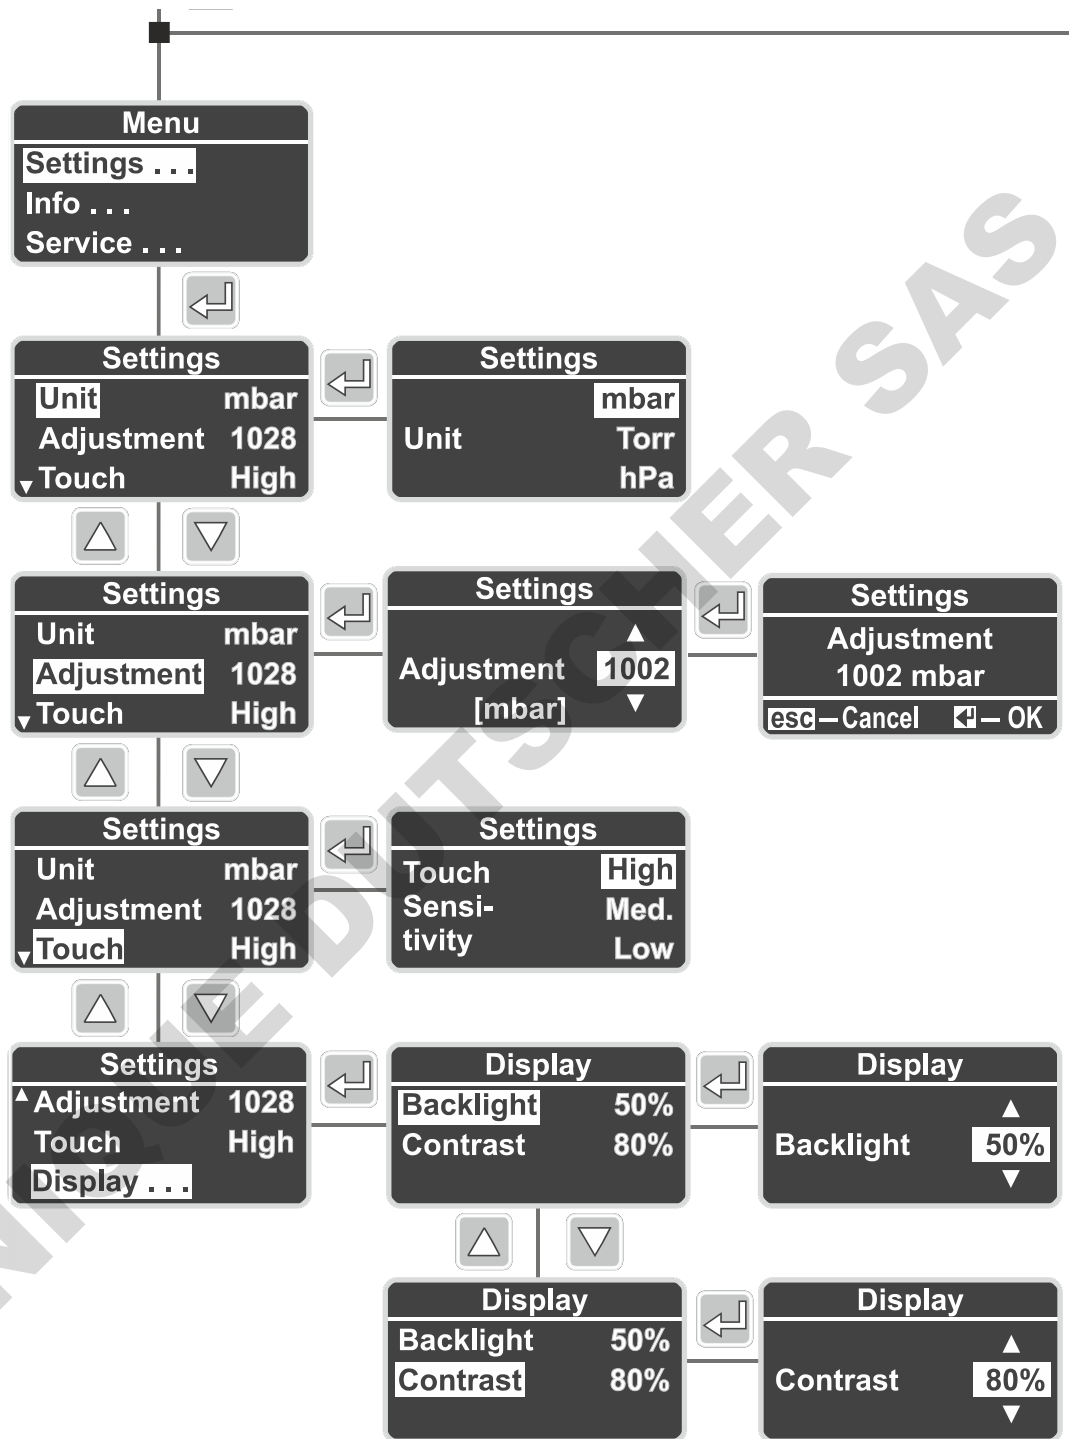 Menu
Settings . . .
Info . . .
Service . . .
Settings
Unit mbar
Adjustment 1028
▼ Touch High
Settings
mbar
Unit Torr
hPa
Settings
Unit mbar
Adjustment 1028
▼ Touch High
Settings
▲
Adjustment 1002
[mbar] ▼
Settings
Adjustment
1002 mbar
esc – Cancel ↵ – OK
Settings
Unit mbar
Adjustment 1028
▼ Touch High
Settings
Touch High
Sensi- Med.
tivity Low
Settings
▲ Adjustment 1028
Touch High
Display . . .
Display
Backlight 50%
Contrast 80%
Display
▲
Backlight 50%
▼
Display
Backlight 50%
Contrast 80%
Display
▲
Contrast 80%
▼
NIQUE DUTSCHER SAS